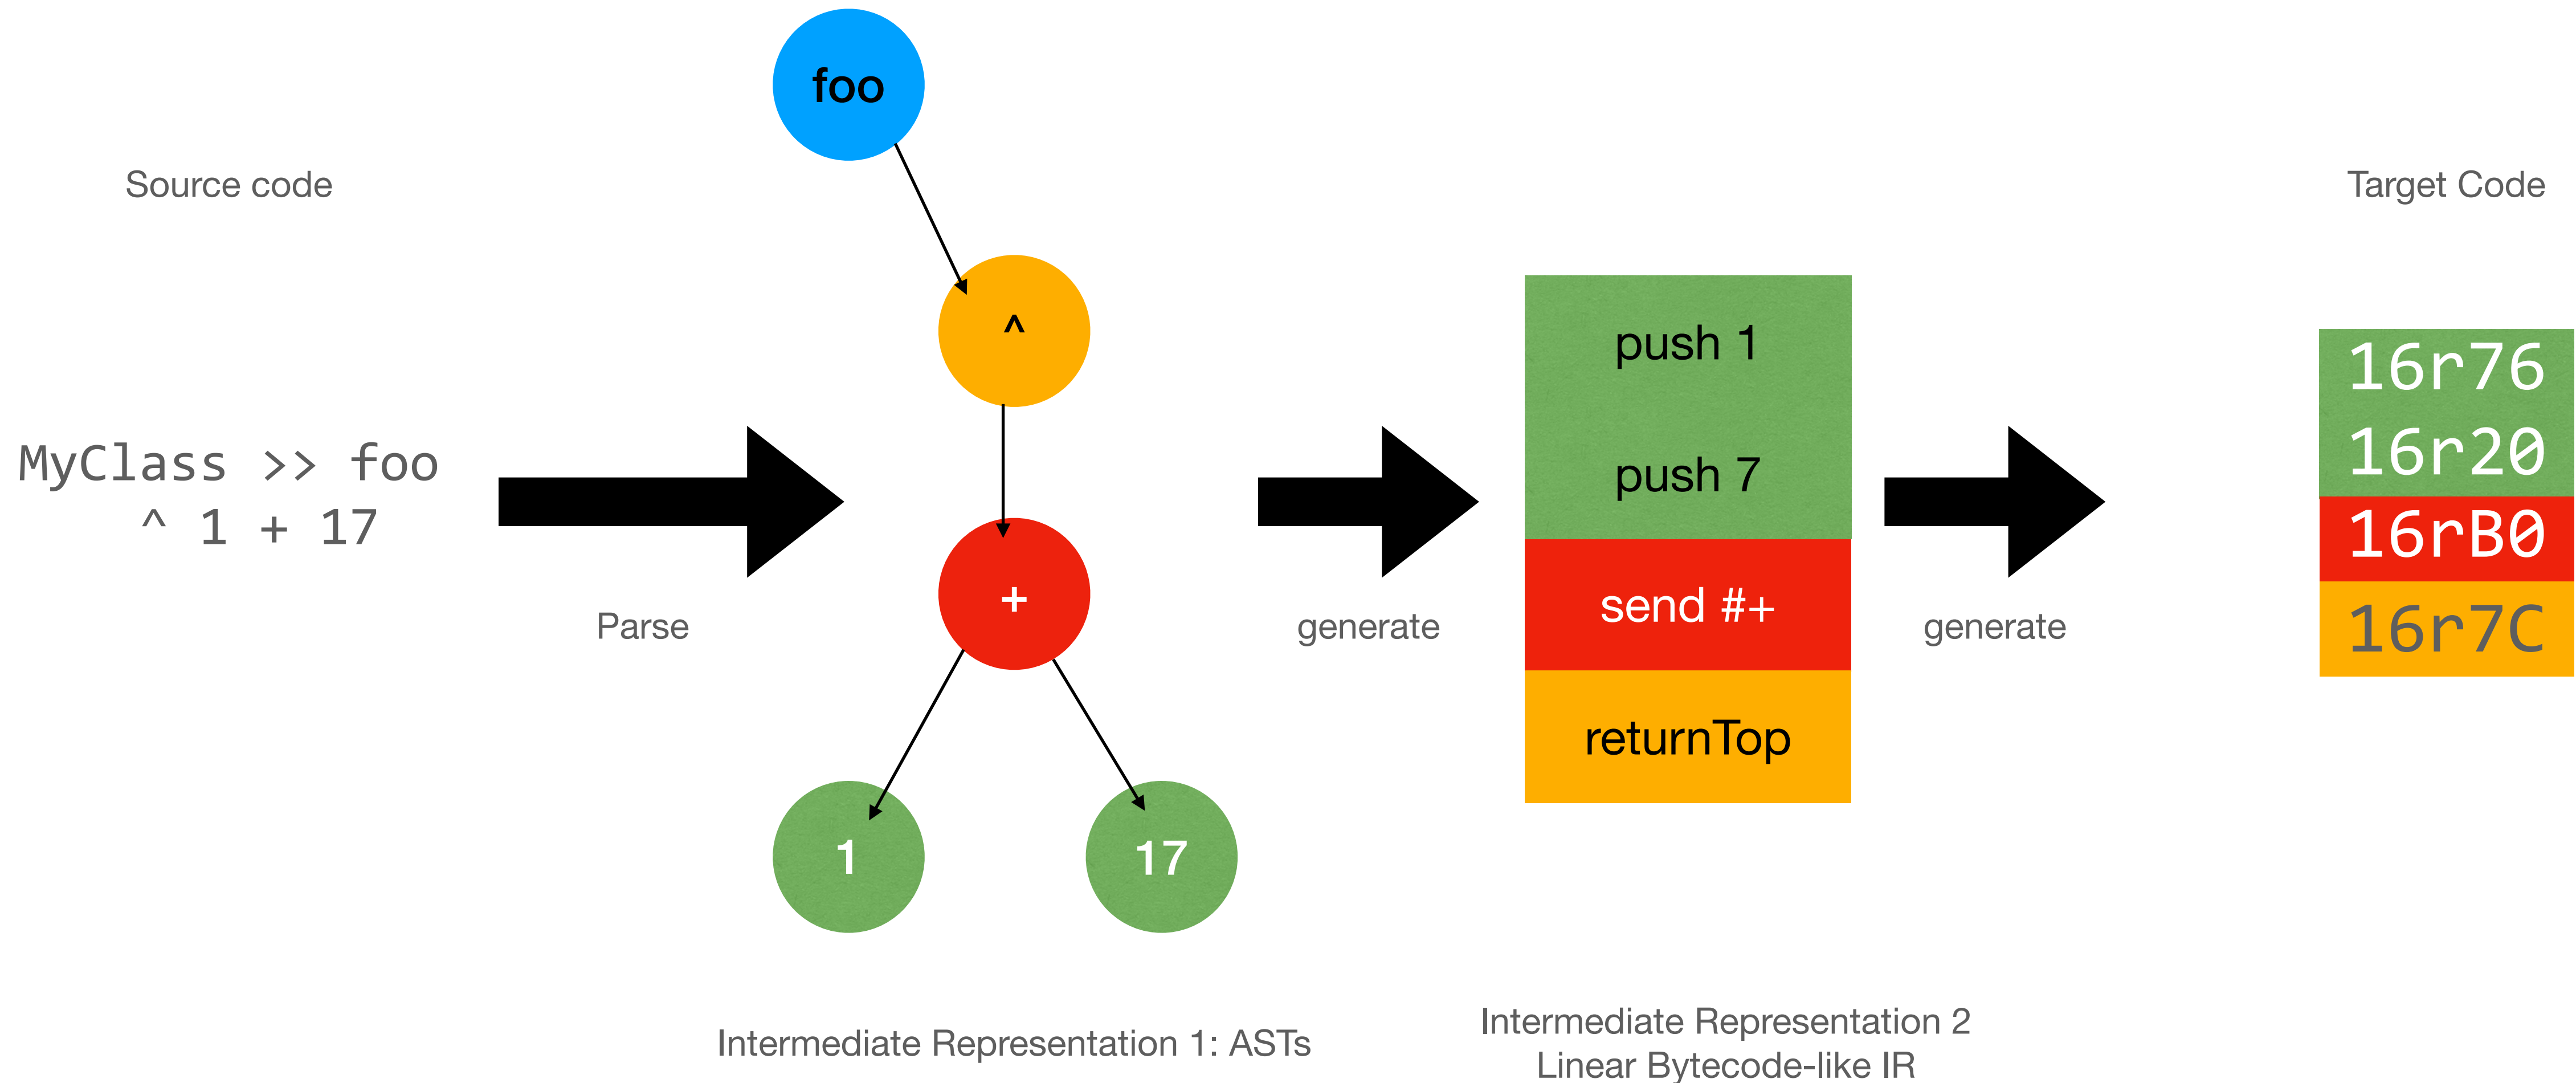 Source code
MyClass >> foo
^ 1 + 17
Parse
foo
^
+
1
17
Intermediate Representation 1: ASTs
generate
push 1
push 7
send #+
returnTop
Intermediate Representation 2
Linear Bytecode-like IR
generate
Target Code
16r76
16r20
16rB0
16r7C